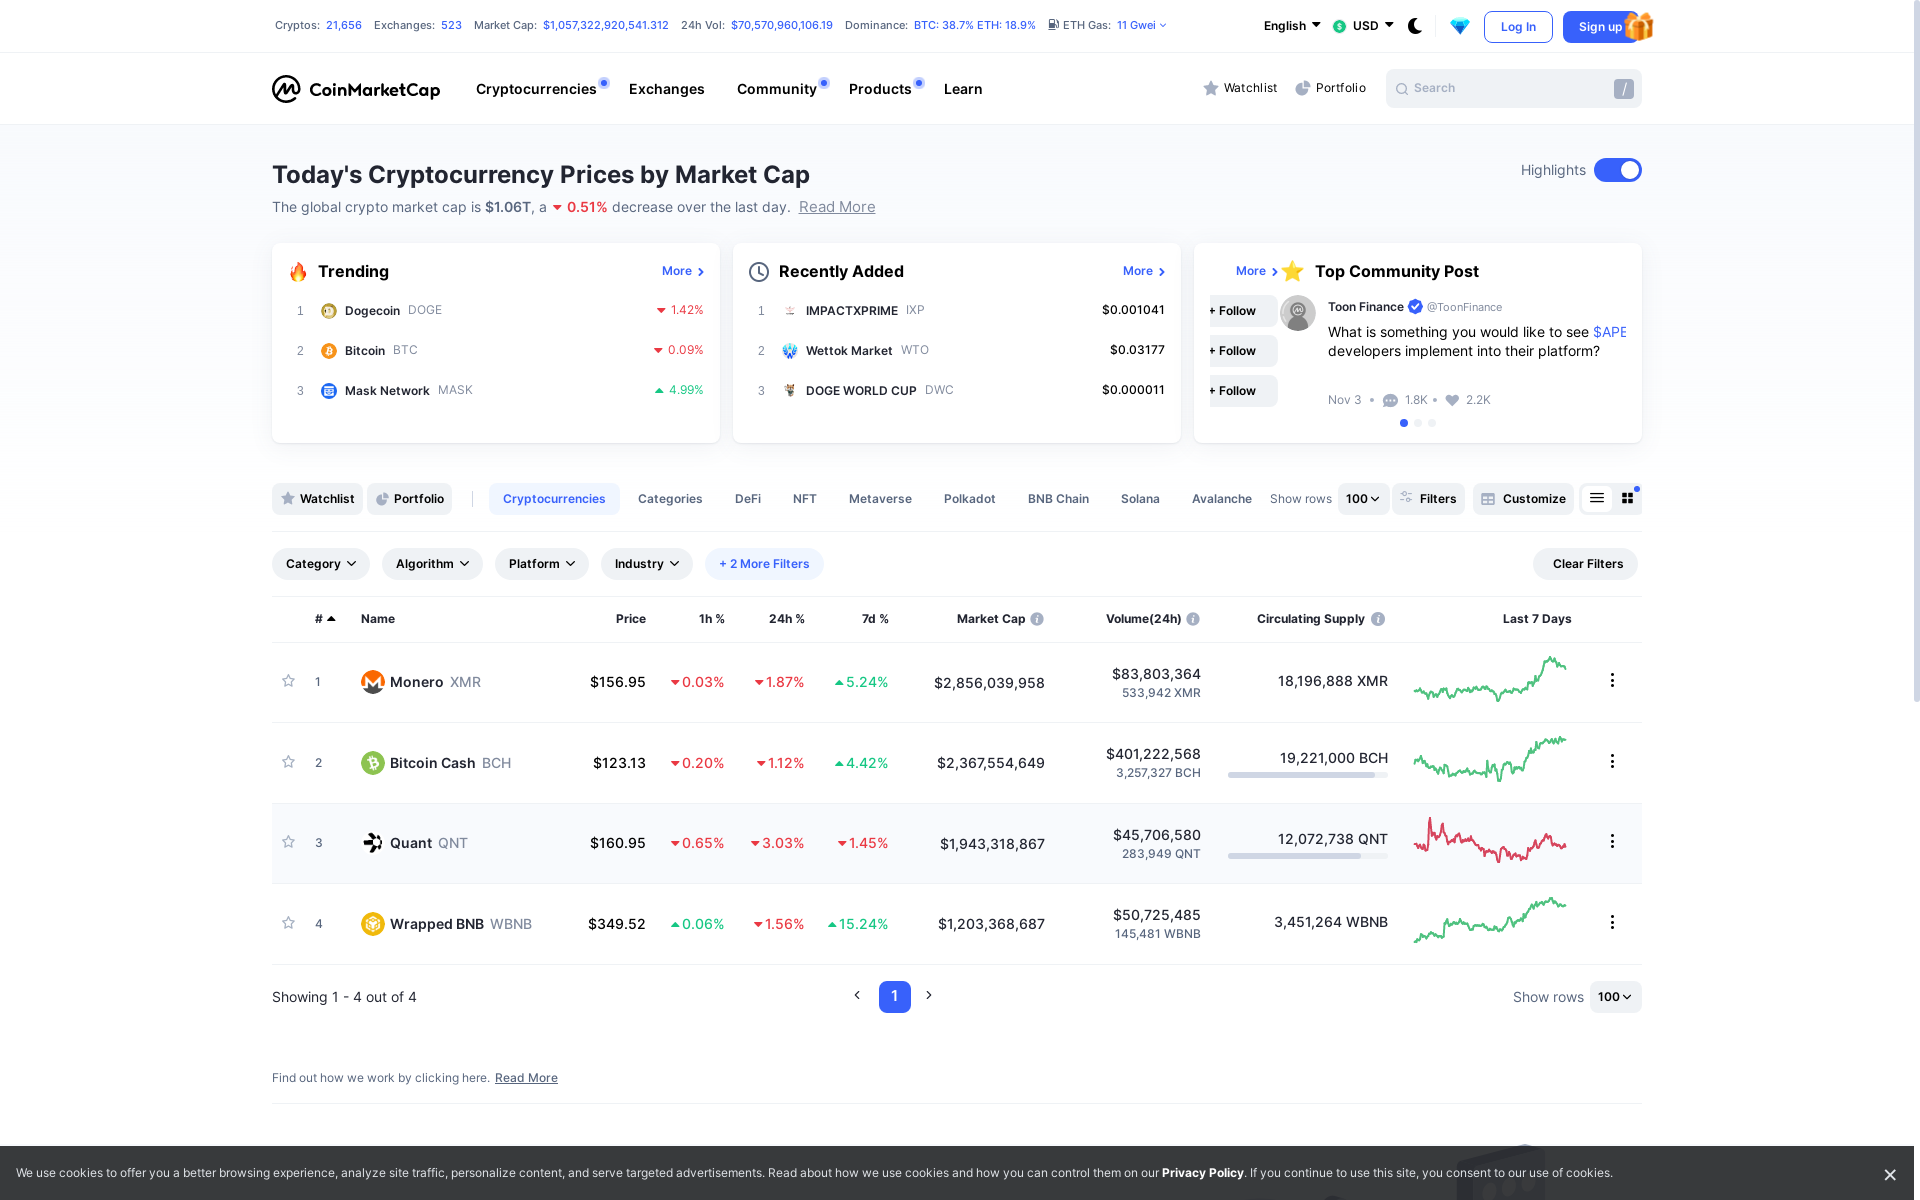 Cryptos: 21,656 Exchanges: 523 Market Cap: $1,057,322,920,541.312 24h Vol: $70,570,960,106.19 Dominance: BTC: 38.7% ETH: 18.9% ETH Gas: 11 Gwei
English USD Log In Sign up
CoinMarketCap Cryptocurrencies Exchanges Community Products Learn Watchlist Portfolio Search /
Today's Cryptocurrency Prices by Market Cap
Highlights
The global crypto market cap is $1.06T, a 0.51% decrease over the last day. Read More
Trending More
1 Dogecoin DOGE 1.42%
2 Bitcoin BTC 0.09%
3 Mask Network MASK 4.99%
Recently Added More
1 IMPACTXPRIME IXP $0.001041
2 Wettok Market WTO $0.03177
3 DOGE WORLD CUP DWC $0.000011
More Top Community Post
+ Follow
+ Follow
+ Follow
Toon Finance @ToonFinance
What is something you would like to see $APE
developers implement into their platform?
Nov 3 • 1.8K • 2.2K
Watchlist Portfolio Cryptocurrencies Categories DeFi NFT Metaverse Polkadot BNB Chain Solana Avalanche Show rows 100 Filters Customize
Category Algorithm Platform Industry + 2 More Filters Clear Filters
# Name Price 1h % 24h % 7d % Market Cap Volume(24h) Circulating Supply Last 7 Days
1 Monero XMR $156.95 0.03% 1.87% 5.24% $2,856,039,958 $83,803,364 18,196,888 XMR
533,942 XMR
2 Bitcoin Cash BCH $123.13 0.20% 1.12% 4.42% $2,367,554,649 $401,222,568 19,221,000 BCH
3,257,327 BCH
3 Quant QNT $160.95 0.65% 3.03% 1.45% $1,943,318,867 $45,706,580 12,072,738 QNT
283,949 QNT
4 Wrapped BNB WBNB $349.52 0.06% 1.56% 15.24% $1,203,368,687 $50,725,485 3,451,264 WBNB
145,481 WBNB
Showing 1 - 4 out of 4 1 Show rows 100
Find out how we work by clicking here. Read More
We use cookies to offer you a better browsing experience, analyze site traffic, personalize content, and serve targeted advertisements. Read about how we use cookies and how you can control them on our Privacy Policy. If you continue to use this site, you consent to our use of cookies.